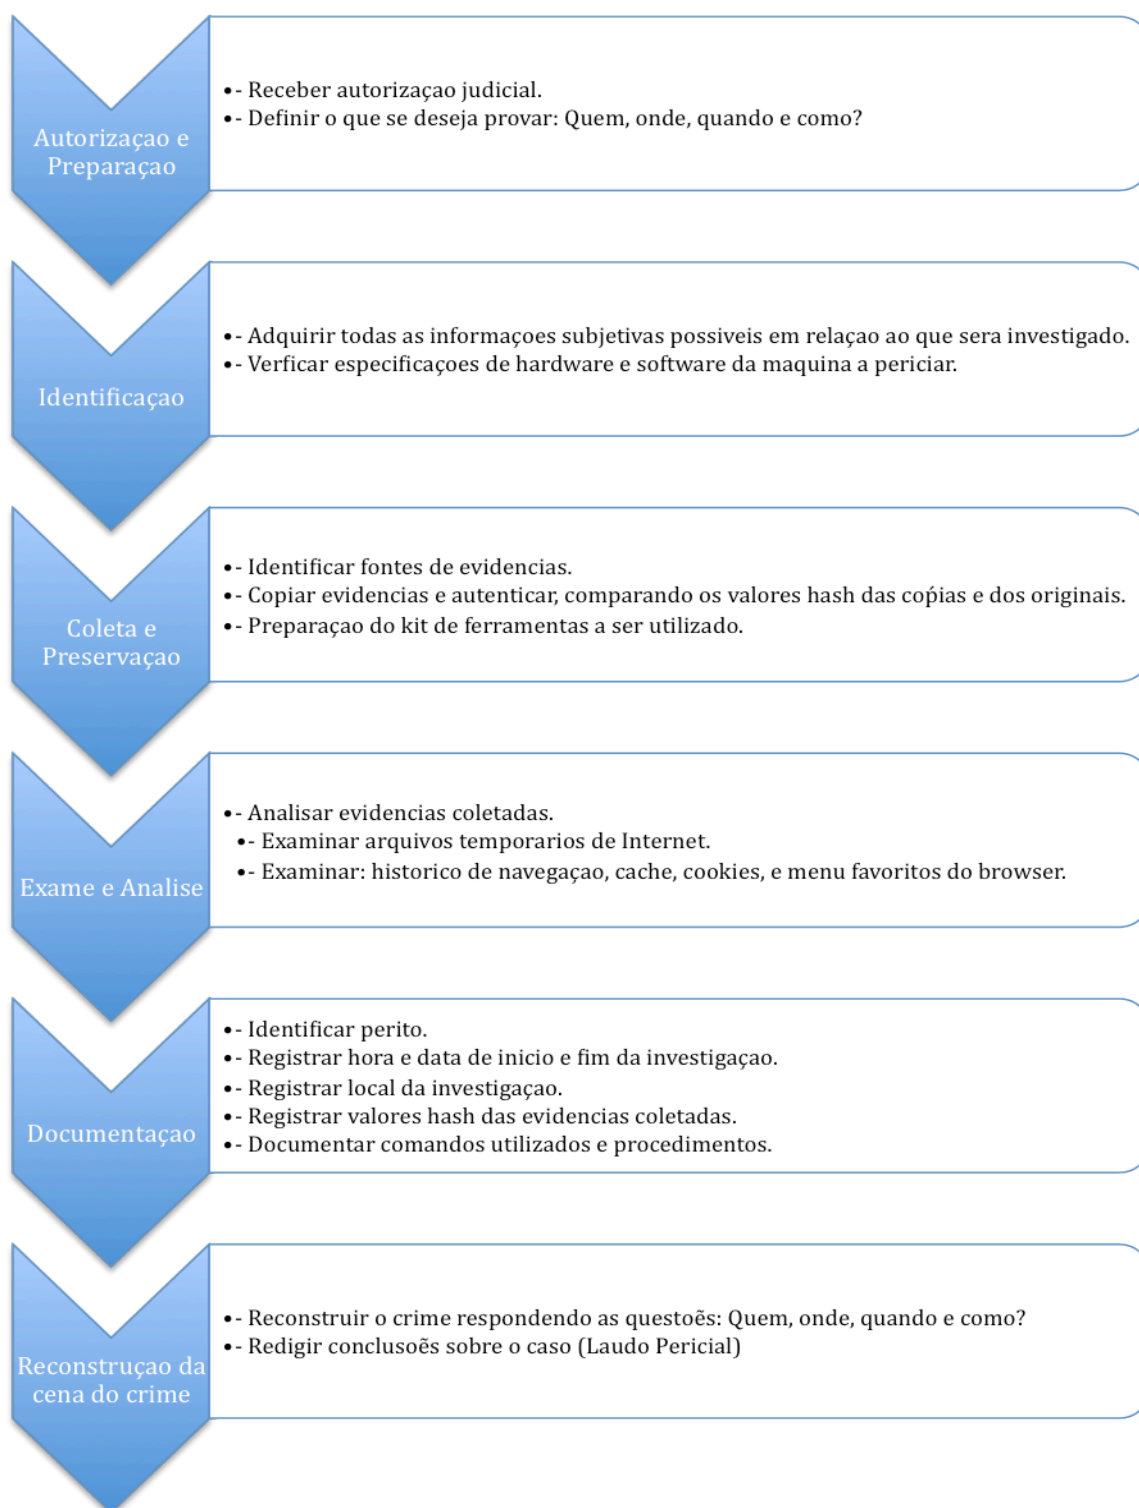 Autorizaçao e
Preparaçao
•- Receber autorizaçao judicial.
•- Definir o que se deseja provar: Quem, onde, quando e como?
Identificaçao
•- Adquirir todas as informaçoes subjetivas possiveis em relaçao ao que sera investigado.
•- Verficar especificaçoes de hardware e software da maquina a periciar.
Coleta e
Preservaçao
•- Identificar fontes de evidencias.
•- Copiar evidencias e autenticar, comparando os valores hash das coṕias e dos originais.
•- Preparaçao do kit de ferramentas a ser utilizado.
Exame e Analise
•- Analisar evidencias coletadas.
•- Examinar arquivos temporarios de Internet.
•- Examinar: historico de navegaçao, cache, cookies, e menu favoritos do browser.
Documentaçao
•- Identificar perito.
•- Registrar hora e data de inicio e fim da investigaçao.
•- Registrar local da investigaçao.
•- Registrar valores hash das evidencias coletadas.
•- Documentar comandos utilizados e procedimentos.
Reconstruçao da
cena do crime
•- Reconstruir o crime respondendo as questoẽs: Quem, onde, quando e como?
•- Redigir conclusoẽs sobre o caso (Laudo Pericial)